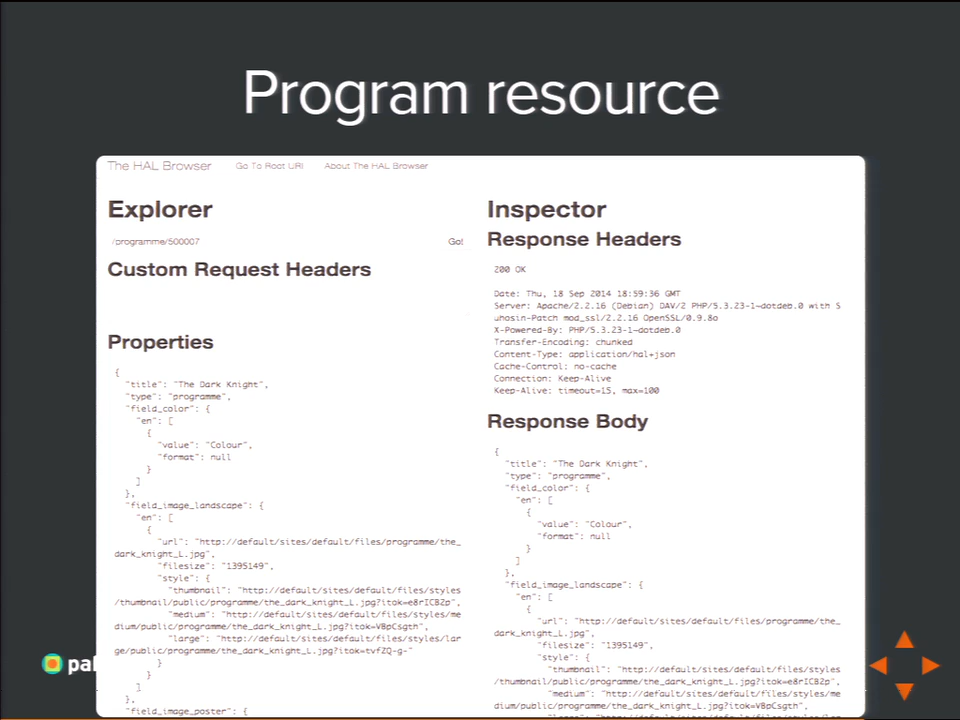 Program resource
The HAL Browser Go To Root URI About The HAL Browser
Explorer
/programme/500007 Go!
Custom Request Headers
Properties
{
"title": "The Dark Knight",
"type": "programme",
"field_color": {
"en": [
{
"value": "Colour",
"format": null
}
]
},
"field_image_landscape": {
"en": [
{
"url": "http://default/sites/default/files/programme/the_
dark_knight_L.jpg",
"filesize": "1395149",
"style": {
"thumbnail": "http://default/sites/default/files/styles
/thumbnail/public/programme/the_dark_knight_L.jpg?itok=e8rICB2p",
"medium": "http://default/sites/default/files/styles/me
dium/public/programme/the_dark_knight_L.jpg?itok=VBpCsgth",
"large": "http://default/sites/default/files/styles/lar
ge/public/programme/the_dark_knight_L.jpg?itok=tvfZQ-g-"
}
}
]
},
"field_image_poster": {
Inspector
Response Headers
200 OK
Date: Thu, 18 Sep 2014 18:59:36 GMT
Server: Apache/2.2.16 (Debian) DAV/2 PHP/5.3.23-1~dotdeb.0 with S
uhosin-Patch mod_ssl/2.2.16 OpenSSL/0.9.8o
X-Powered-By: PHP/5.3.23-1~dotdeb.0
Transfer-Encoding: chunked
Content-Type: application/hal+json
Cache-Control: no-cache
Connection: Keep-Alive
Keep-Alive: timeout=15, max=100
Response Body
{
"title": "The Dark Knight",
"type": "programme",
"field_color": {
"en": [
{
"value": "Colour",
"format": null
}
]
},
"field_image_landscape": {
"en": [
{
"url": "http://default/sites/default/files/programme/the_
dark_knight_L.jpg",
"filesize": "1395149",
"style": {
"thumbnail": "http://default/sites/default/files/styles
/thumbnail/public/programme/the_dark_knight_L.jpg?itok=e8rICB2p",
"medium": "http://default/sites/default/files/styles/me
dium/public/programme/the_dark_knight_L.jpg?itok=VBpCsgth",